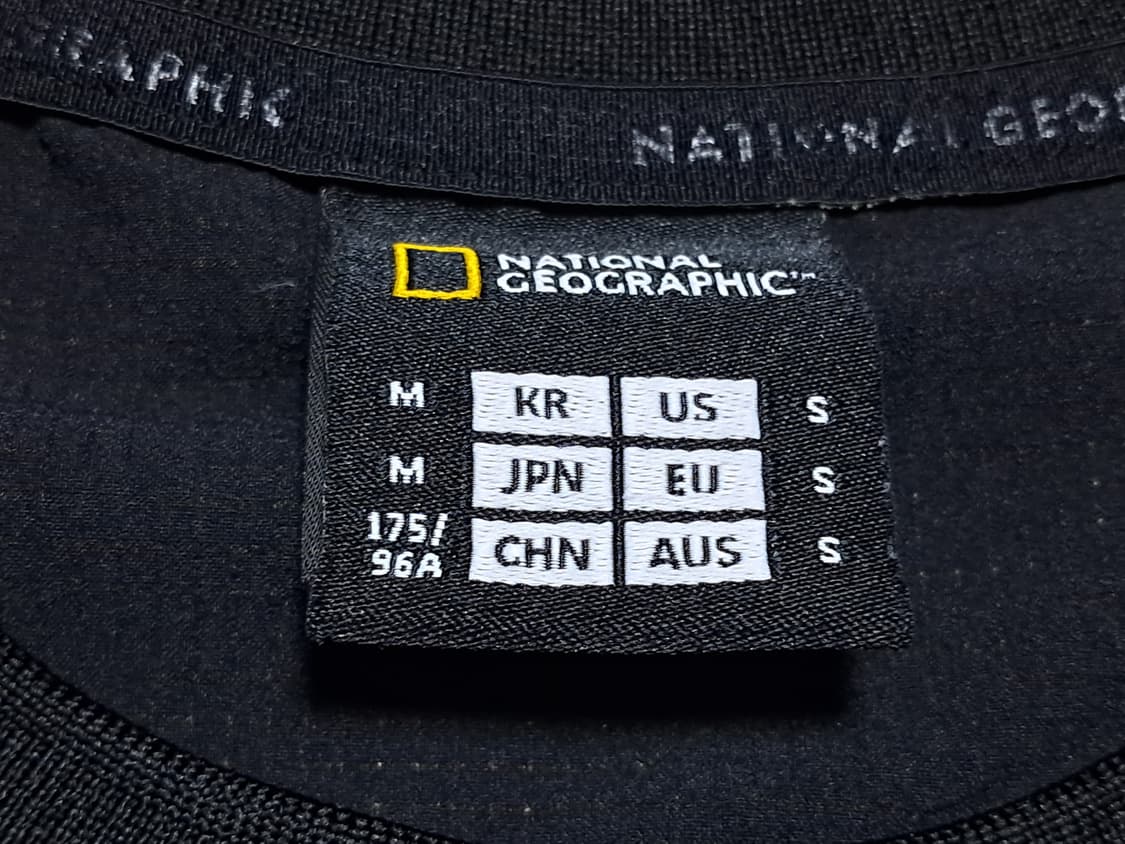 GRAPHIC
NATIONAL GEO
NATIONAL
GEOGRAPHIC™
M KR US S
M JPN EU S
175/
96A CHN AUS S